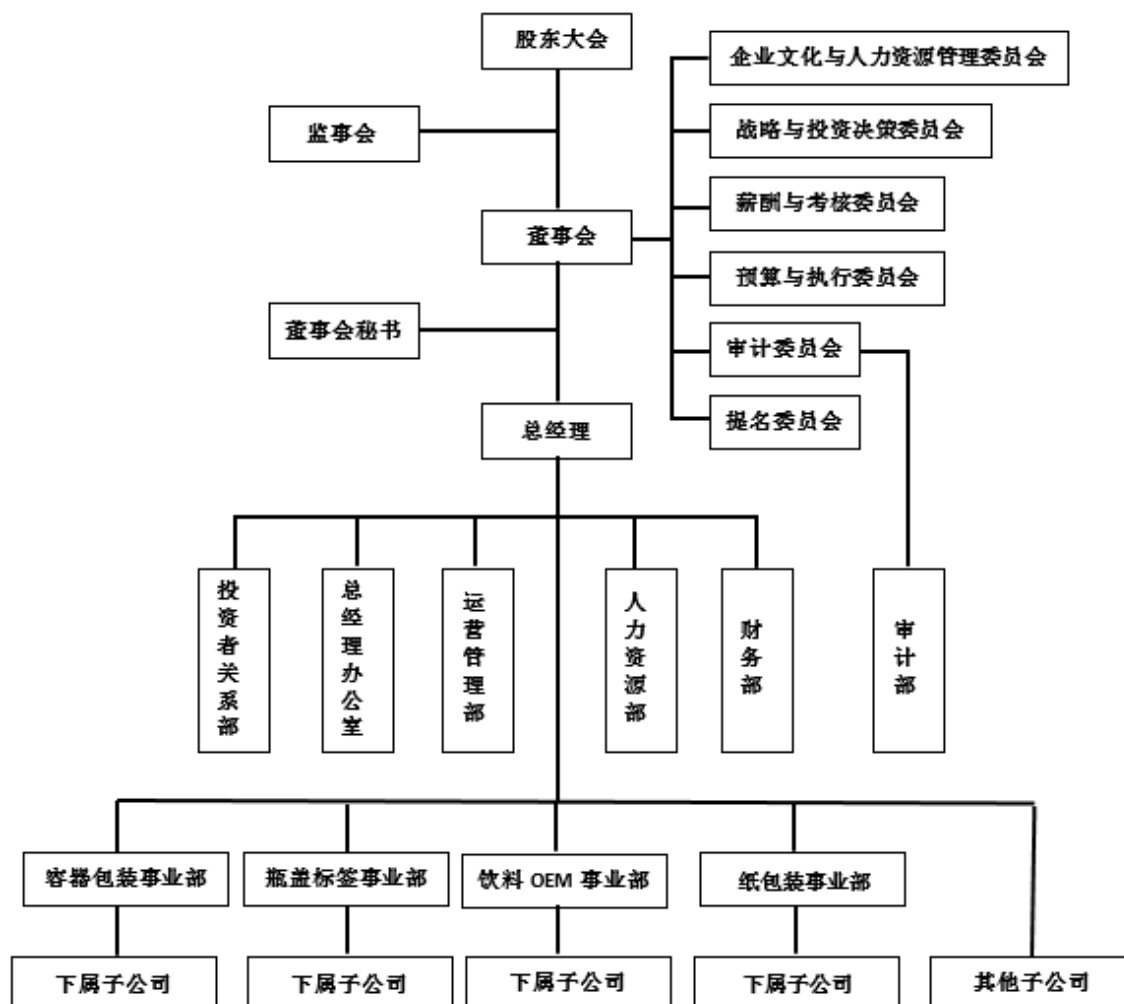 股东大会
企业文化与人力资源管理委员会
监事会
战略与投资决策委员会
薪酬与考核委员会
董事会
预算与执行委员会
董事会秘书
审计委员会
总经理
提名委员会
投资者关系部
总经理办公室
运营管理部
人力资源部
财务部
审计部
容器包装事业部
瓶盖标签事业部
饮料 OEM 事业部
纸包装事业部
下属子公司
下属子公司
下属子公司
下属子公司
其他子公司